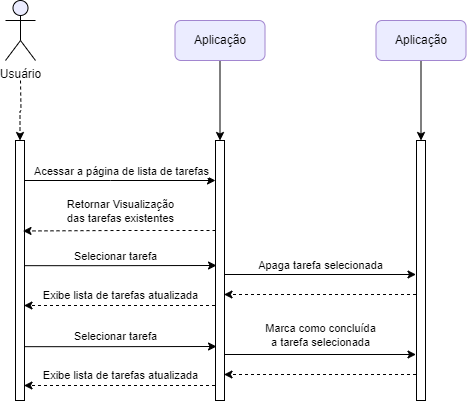 Usuário
Aplicação
Aplicação
Acessar a página de lista de tarefas
Retornar Visualização
das tarefas existentes
Selecionar tarefa
Apaga tarefa selecionada
Exibe lista de tarefas atualizada
Selecionar tarefa
Marca como concluída
a tarefa selecionada
Exibe lista de tarefas atualizada